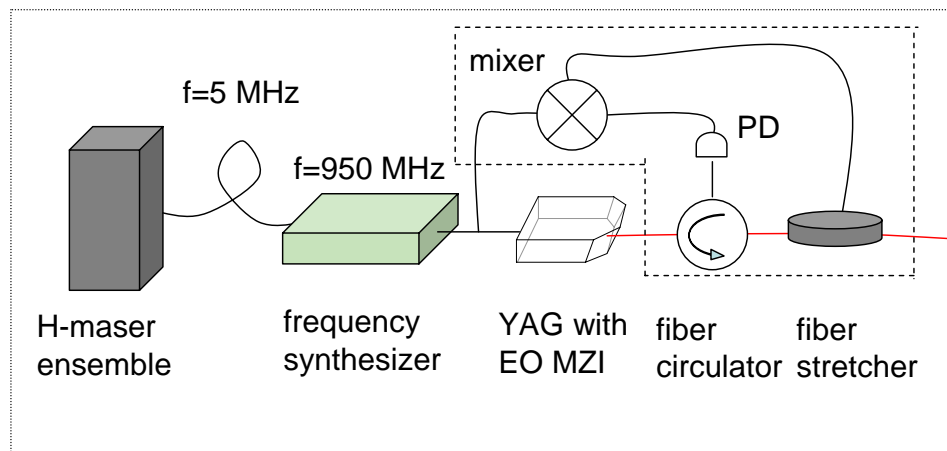 mixer
f=5 MHz
PD
f=950 MHz
H-maser
ensemble
frequency
synthesizer
YAG with
EO MZI
fiber
circulator
fiber
stretcher